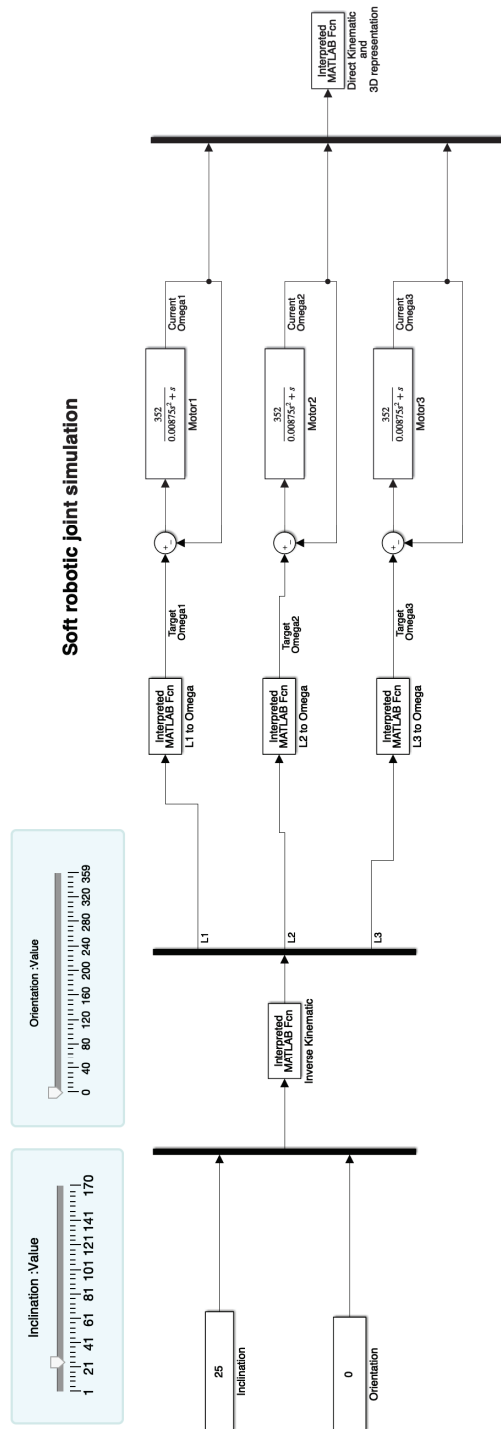 Soft robotic joint simulation
Inclination :Value
1 21 41 61 81 101 121 141 170
Orientation :Value
0 40 80 120 160 200 240 280 320 359
25
Inclination
0
Orientation
Interpreted
MATLAB Fcn
Inverse Kinematic
L1
L2
L3
Interpreted
MATLAB Fcn
L1 to Omega
Target
Omega1
+
−
352
0.00875s² + s
Motor1
Current
Omega1
Interpreted
MATLAB Fcn
L2 to Omega
Target
Omega2
+
−
352
0.00875s² + s
Motor2
Current
Omega2
Interpreted
MATLAB Fcn
L3 to Omega
Target
Omega3
+
−
352
0.00875s² + s
Motor3
Current
Omega3
Interpreted
MATLAB Fcn
Direct Kinematic
and
3D representation